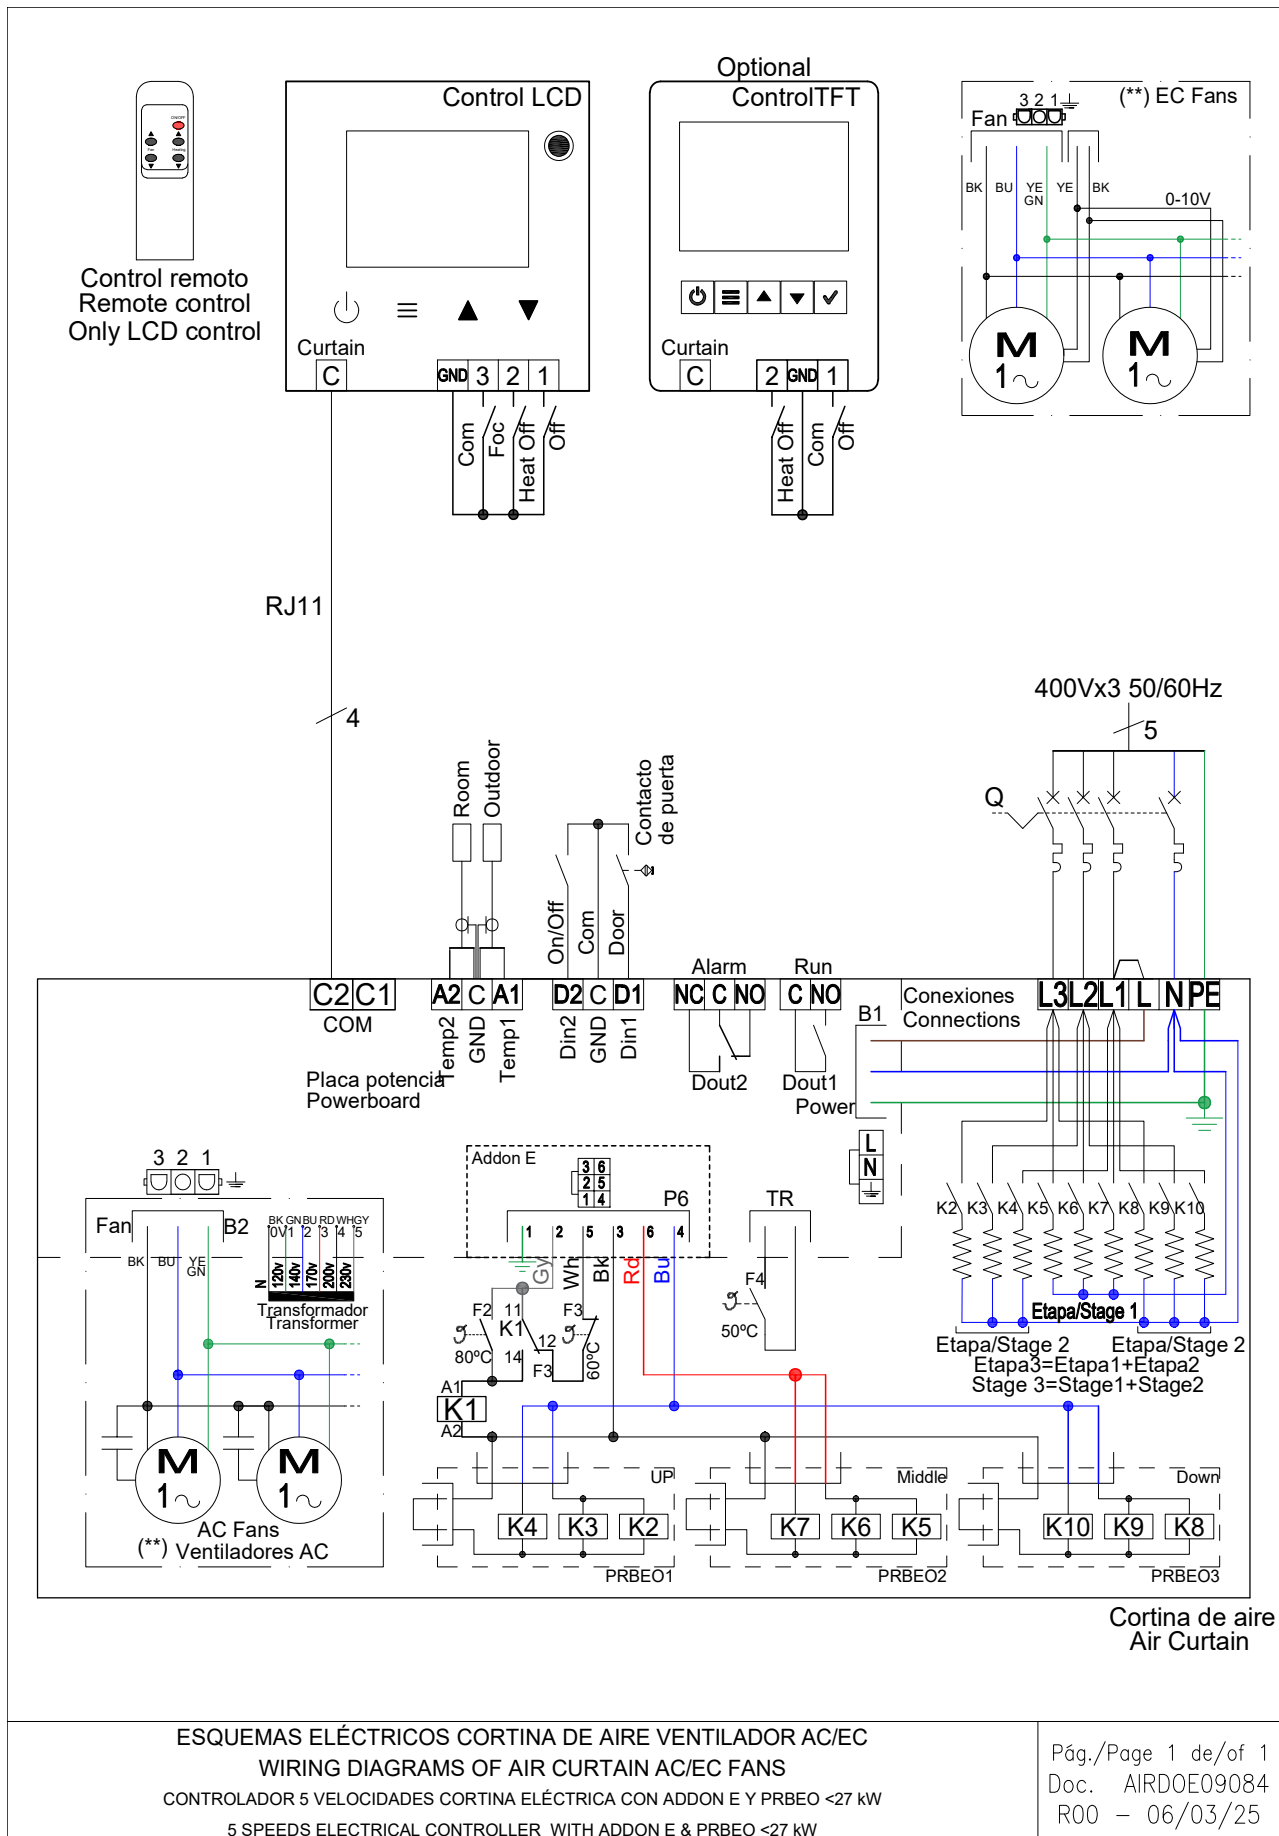 Optional
Control LCD
ControlTFT
(**) EC Fans
ON/OFF
Fan
Heating
3 2 1
Fan
BK
BU
YE
GN
YE
BK
0-10V
Control remoto
Remote control
Only LCD control
M
1
M
1
Curtain
C
GND 3 2 1
Curtain
C
2 GND 1
Com
Foc
Heat Off
Off
Heat Off
Com
Off
RJ11
4
400Vx3 50/60Hz
5
Q
Room
Outdoor
On/Off
Com
Door
Contacto
de puerta
Alarm
Run
C2 C1
A2 C A1
D2 C D1
NC C NO
C NO
Conexiones
Connections
L3 L2 L1 L N PE
COM
Temp2
GND
Temp1
Din2
GND
Din1
Dout2
Dout1
B1
Power
Placa potencia
Powerboard
L
N
Addon E
3 6
2 5
1 4
P6
TR
1 2 5 3 6 4
Gy
Wh
Bk
Rd
Bu
3 2 1
Fan
B2
BK GN BU RD WH GY
0V 1 2 3 4 5
BK
BU
YE
GN
N
120v
140v
170v
200v
230v
Transformador
Transformer
K2 K3 K4 K5 K6 K7 K8 K9 K10
Etapa/Stage 1
Etapa/Stage 2
Etapa/Stage 2
Etapa3=Etapa1+Etapa2
Stage 3=Stage1+Stage2
F2
80ºC
11
K1
12
14
F3
F3
60ºC
F4
50ºC
A1
K1
A2
M
1
M
1
AC Fans
(**) Ventiladores AC
UP
K4 K3 K2
PRBEO1
Middle
K7 K6 K5
PRBEO2
Down
K10 K9 K8
PRBEO3
Cortina de aire
Air Curtain
ESQUEMAS ELÉCTRICOS CORTINA DE AIRE VENTILADOR AC/EC
WIRING DIAGRAMS OF AIR CURTAIN AC/EC FANS
CONTROLADOR 5 VELOCIDADES CORTINA ELÉCTRICA CON ADDON E Y PRBEO <27 kW
5 SPEEDS ELECTRICAL CONTROLLER WITH ADDON E & PRBEO <27 kW
Pág./Page 1 de/of 1
Doc. AIRDOE09084
R00 – 06/03/25